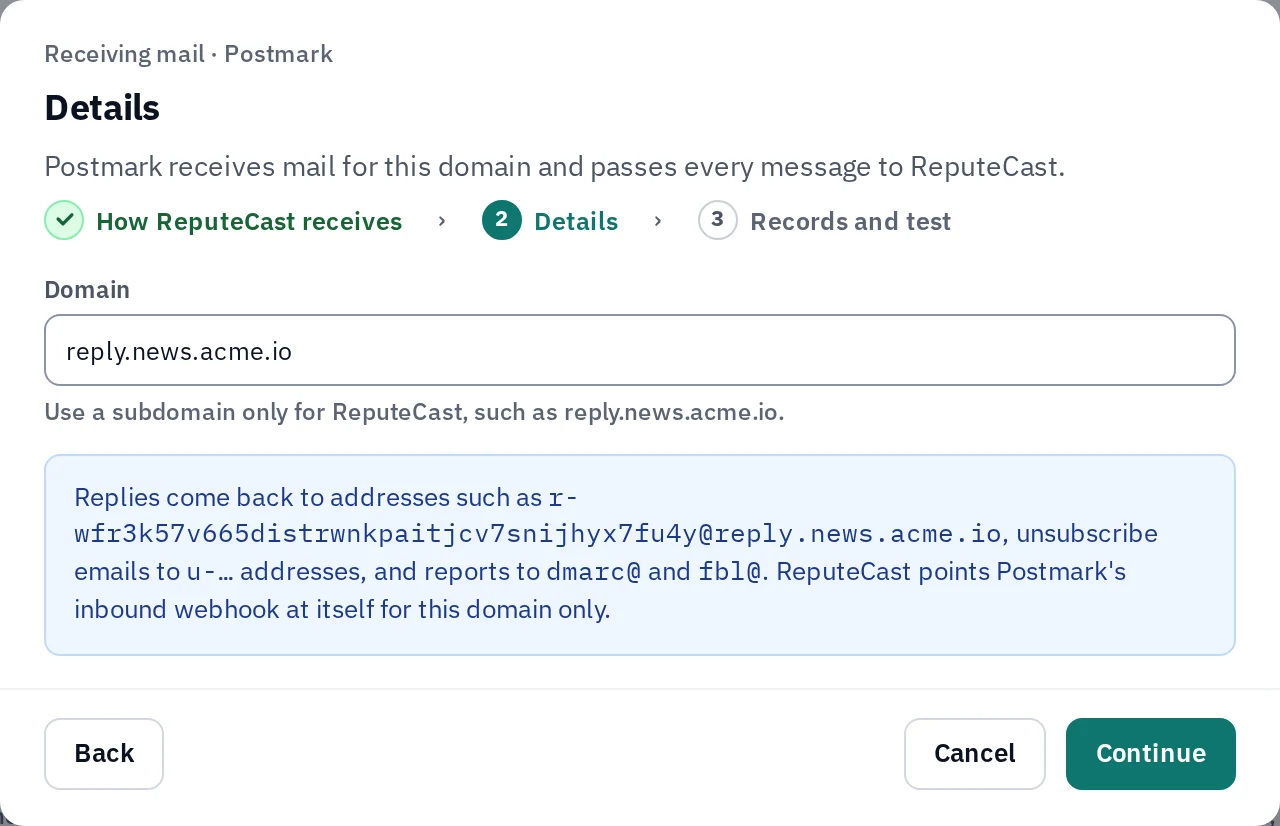 Receiving mail · Postmark
Details
Postmark receives mail for this domain and passes every message to ReputeCast.
How ReputeCast receives › 2 Details › 3 Records and test
Domain
reply.news.acme.io
Use a subdomain only for ReputeCast, such as reply.news.acme.io.
Replies come back to addresses such as r-
wfr3k57v665distrwnkpaitjcv7snijhyx7fu4y@reply.news.acme.io, unsubscribe
emails to u-… addresses, and reports to dmarc@ and fbl@. ReputeCast points Postmark's
inbound webhook at itself for this domain only.
Back Cancel Continue